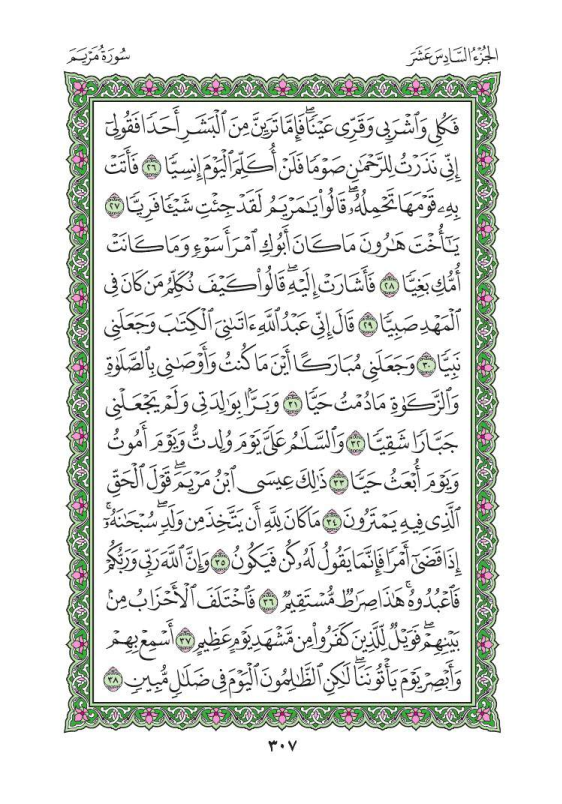 الجُزْءُ السَّادِسَ عَشَرَ
سُورَةُ مَرْيَمَ
فَكُلِي وَٱشْرَبِي وَقَرِّي عَيْنٗاۖ فَإِمَّا تَرَيِنَّ مِنَ ٱلْبَشَرِ أَحَدٗا فَقُولِيٓ
إِنِّي نَذَرْتُ لِلرَّحْمَٰنِ صَوْمٗا فَلَنْ أُكَلِّمَ ٱلْيَوْمَ إِنسِيّٗا ٢٦ فَأَتَتْ
بِهِۦ قَوْمَهَا تَحْمِلُهُۥۖ قَالُوا۟ يَٰمَرْيَمُ لَقَدْ جِئْتِ شَيْـٔٗا فَرِيّٗا ٢٧
يَٰٓأُخْتَ هَٰرُونَ مَا كَانَ أَبُوكِ ٱمْرَأَ سَوْءٖ وَمَا كَانَتْ
أُمُّكِ بَغِيّٗا ٢٨ فَأَشَارَتْ إِلَيْهِۖ قَالُوا۟ كَيْفَ نُكَلِّمُ مَن كَانَ فِي
ٱلْمَهْدِ صَبِيّٗا ٢٩ قَالَ إِنِّي عَبْدُ ٱللَّهِ ءَاتَىٰنِيَ ٱلْكِتَٰبَ وَجَعَلَنِي
نَبِيّٗا ٣٠ وَجَعَلَنِي مُبَارَكًا أَيْنَ مَا كُنتُ وَأَوْصَٰنِي بِٱلصَّلَوٰةِ
وَٱلزَّكَوٰةِ مَا دُمْتُ حَيّٗا ٣١ وَبَرَّۢا بِوَٰلِدَتِي وَلَمْ يَجْعَلْنِي
جَبَّارٗا شَقِيّٗا ٣٢ وَٱلسَّلَٰمُ عَلَيَّ يَوْمَ وُلِدتُّ وَيَوْمَ أَمُوتُ
وَيَوْمَ أُبْعَثُ حَيّٗا ٣٣ ذَٰلِكَ عِيسَى ٱبْنُ مَرْيَمَۖ قَوْلَ ٱلْحَقِّ
ٱلَّذِي فِيهِ يَمْتَرُونَ ٣٤ مَا كَانَ لِلَّهِ أَن يَتَّخِذَ مِن وَلَدٖۖ سُبْحَٰنَهُۥٓۚ
إِذَا قَضَىٰٓ أَمْرٗا فَإِنَّمَا يَقُولُ لَهُۥ كُن فَيَكُونُ ٣٥ وَإِنَّ ٱللَّهَ رَبِّي وَرَبُّكُمْ
فَٱعْبُدُوهُۚ هَٰذَا صِرَٰطٞ مُّسْتَقِيمٞ ٣٦ فَٱخْتَلَفَ ٱلْأَحْزَابُ مِنۢ
بَيْنِهِمْۖ فَوَيْلٞ لِّلَّذِينَ كَفَرُوا۟ مِن مَّشْهَدِ يَوْمٍ عَظِيمٍ ٣٧ أَسْمِعْ بِهِمْ
وَأَبْصِرْ يَوْمَ يَأْتُونَنَاۖ لَٰكِنِ ٱلظَّٰلِمُونَ ٱلْيَوْمَ فِي ضَلَٰلٖ مُّبِينٖ ٣٨
٣٠٧